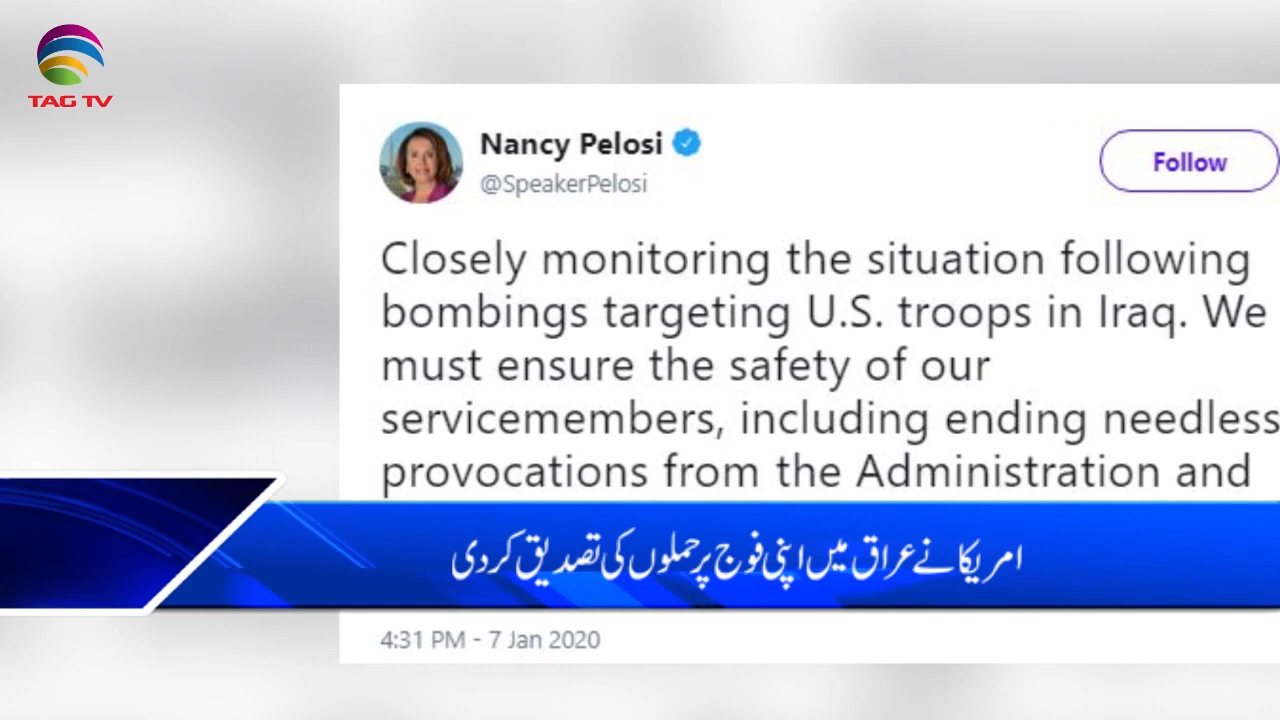 TAG TV
Nancy Pelosi
@SpeakerPelosi
Follow
Closely monitoring the situation following
bombings targeting U.S. troops in Iraq. We
must ensure the safety of our
servicemembers, including ending needless
provocations from the Administration and
امریکا نے عراق میں اپنی فوج پر حملوں کی تصدیق کردی
4:31 PM - 7 Jan 2020